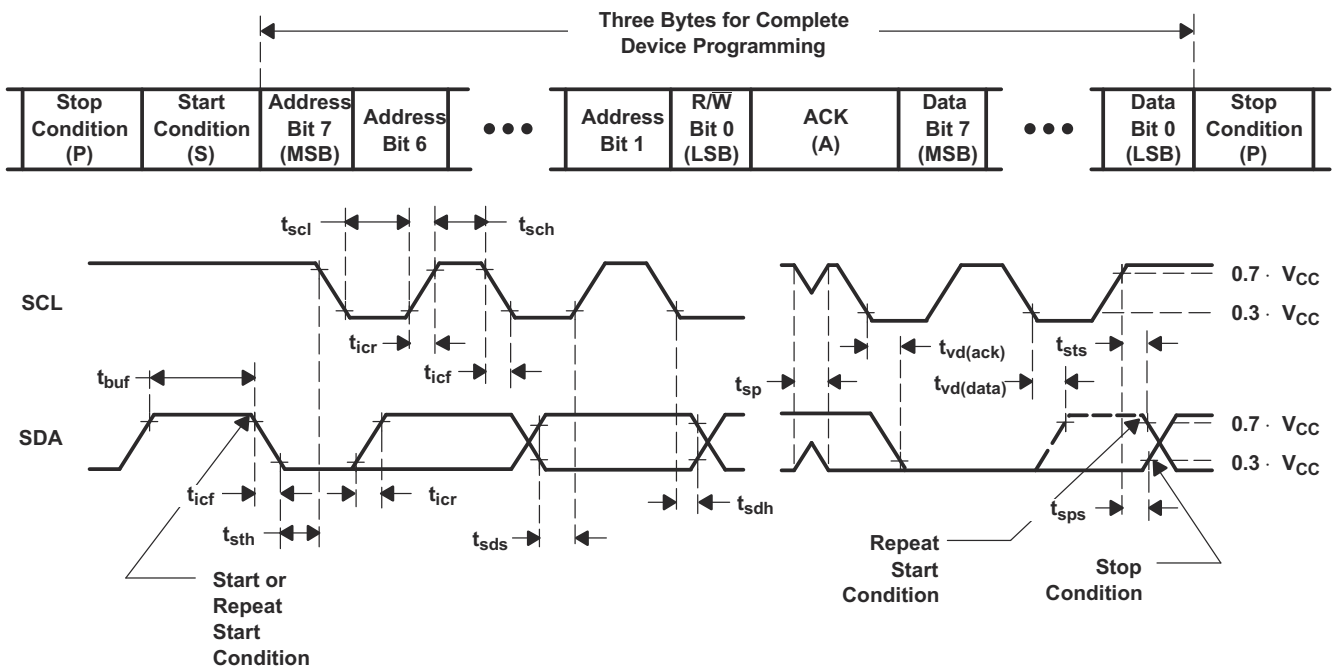 Three Bytes for Complete
Device Programming
Stop
Condition
(P)
Start
Condition
(S)
Address
Bit 7
(MSB)
Address
Bit 6
•••
Address
Bit 1
R/W̅
Bit 0
(LSB)
ACK
(A)
Data
Bit 7
(MSB)
•••
Data
Bit 0
(LSB)
Stop
Condition
(P)
tscl
tsch
SCL
0.7 · VCC
0.3 · VCC
ticr
ticf
tbuf
tsp
tvd(ack)
tvd(data)
tsts
SDA
0.7 · VCC
0.3 · VCC
ticf
ticr
tsth
tsds
tsdh
tsps
Start or
Repeat
Start
Condition
Repeat
Start
Condition
Stop
Condition